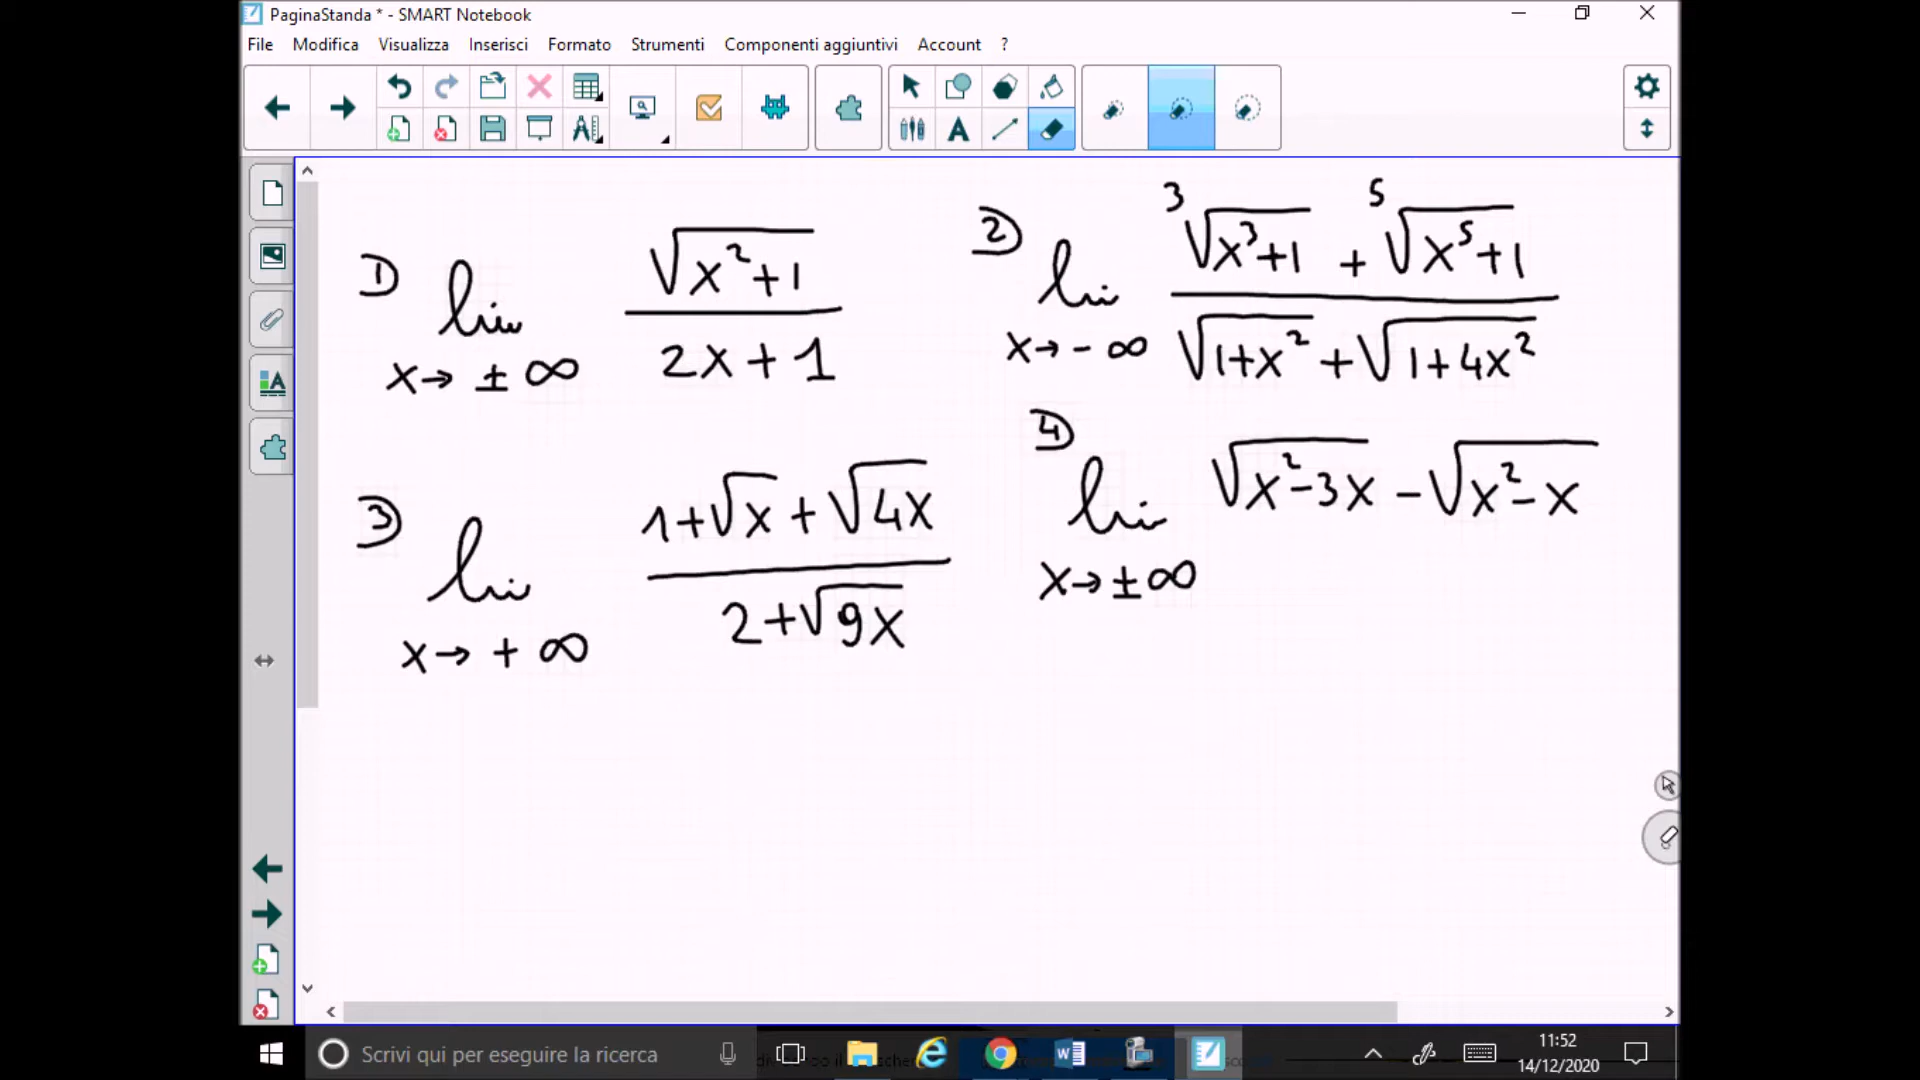 PaginaStanda * - SMART Notebook
File Modifica Visualizza Inserisci Formato Strumenti Componenti aggiuntivi Account ?
1) lim x→ ± ∞ √(x²+1) / (2x+1)
2) lim x→ - ∞ (³√(x³+1) + ⁵√(x⁵+1)) / (√(1+x²) + √(1+4x²))
3) lim x→ + ∞ (1+√x+√4x) / (2+√9x)
4) lim x→ ± ∞ √(x²-3x) - √(x²-x)
Scrivi qui per eseguire la ricerca
11:52
14/12/2020